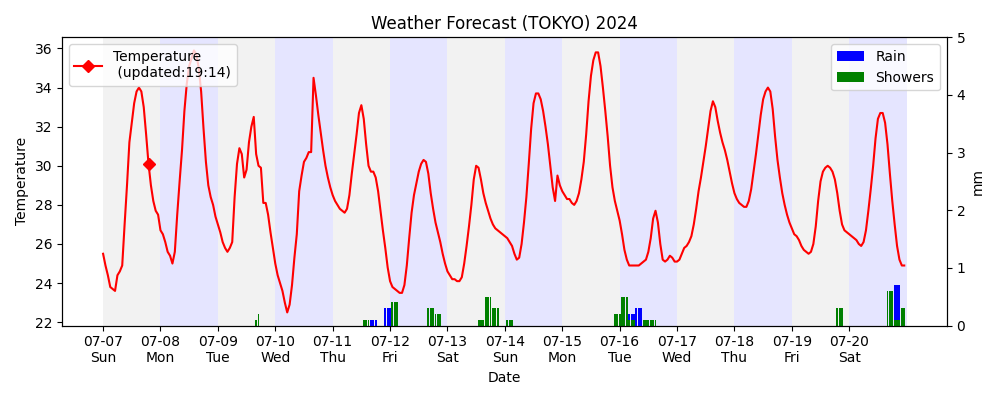 Weather Forecast (TOKYO) 2024
Temperature
(updated:19:14)
Rain
Showers
Temperature
36
34
32
30
28
26
24
22
5
4
3
2
1
0
mm
07-07 07-08 07-09 07-10 07-11 07-12 07-13 07-14 07-15 07-16 07-17 07-18 07-19 07-20
Sun Mon Tue Wed Thu Fri Sat Sun Mon Tue Wed Thu Fri Sat
Date